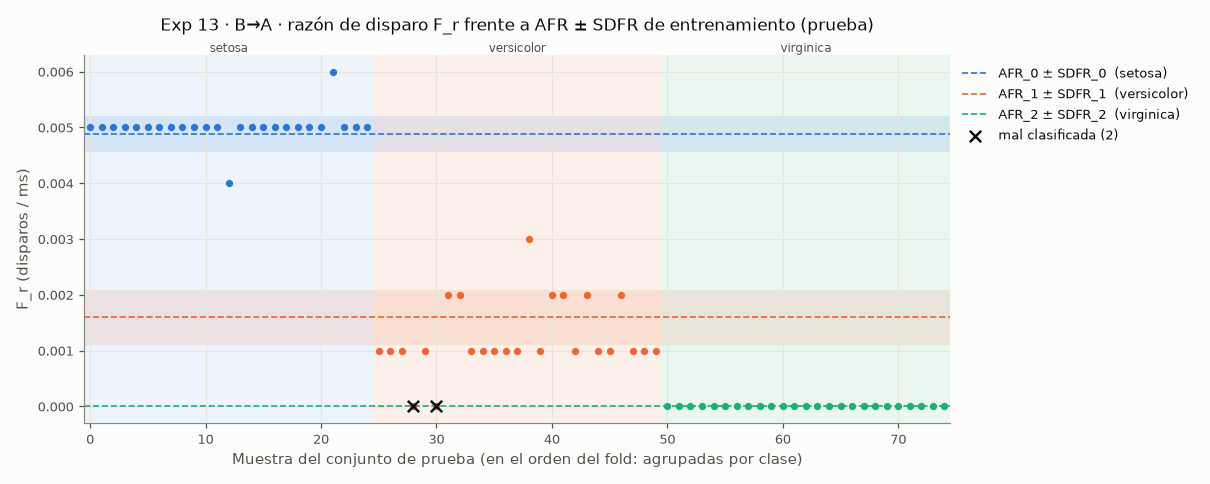 Exp 13 · B→A · razón de disparo F_r frente a AFR ± SDFR de entrenamiento (prueba)
setosa versicolor virginica
AFR_0 ± SDFR_0 (setosa)
AFR_1 ± SDFR_1 (versicolor)
AFR_2 ± SDFR_2 (virginica)
mal clasificada (2)
F_r (disparos / ms)
0.006
0.005
0.004
0.003
0.002
0.001
0.000
0 10 20 30 40 50 60 70
Muestra del conjunto de prueba (en el orden del fold: agrupadas por clase)